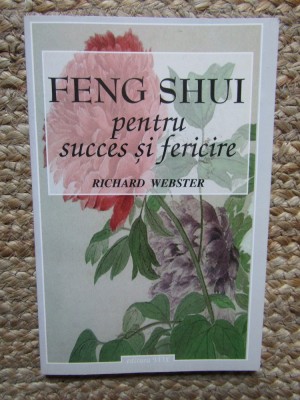 FENG SHUI
pentru
succes și fericire
RICHARD WEBSTER